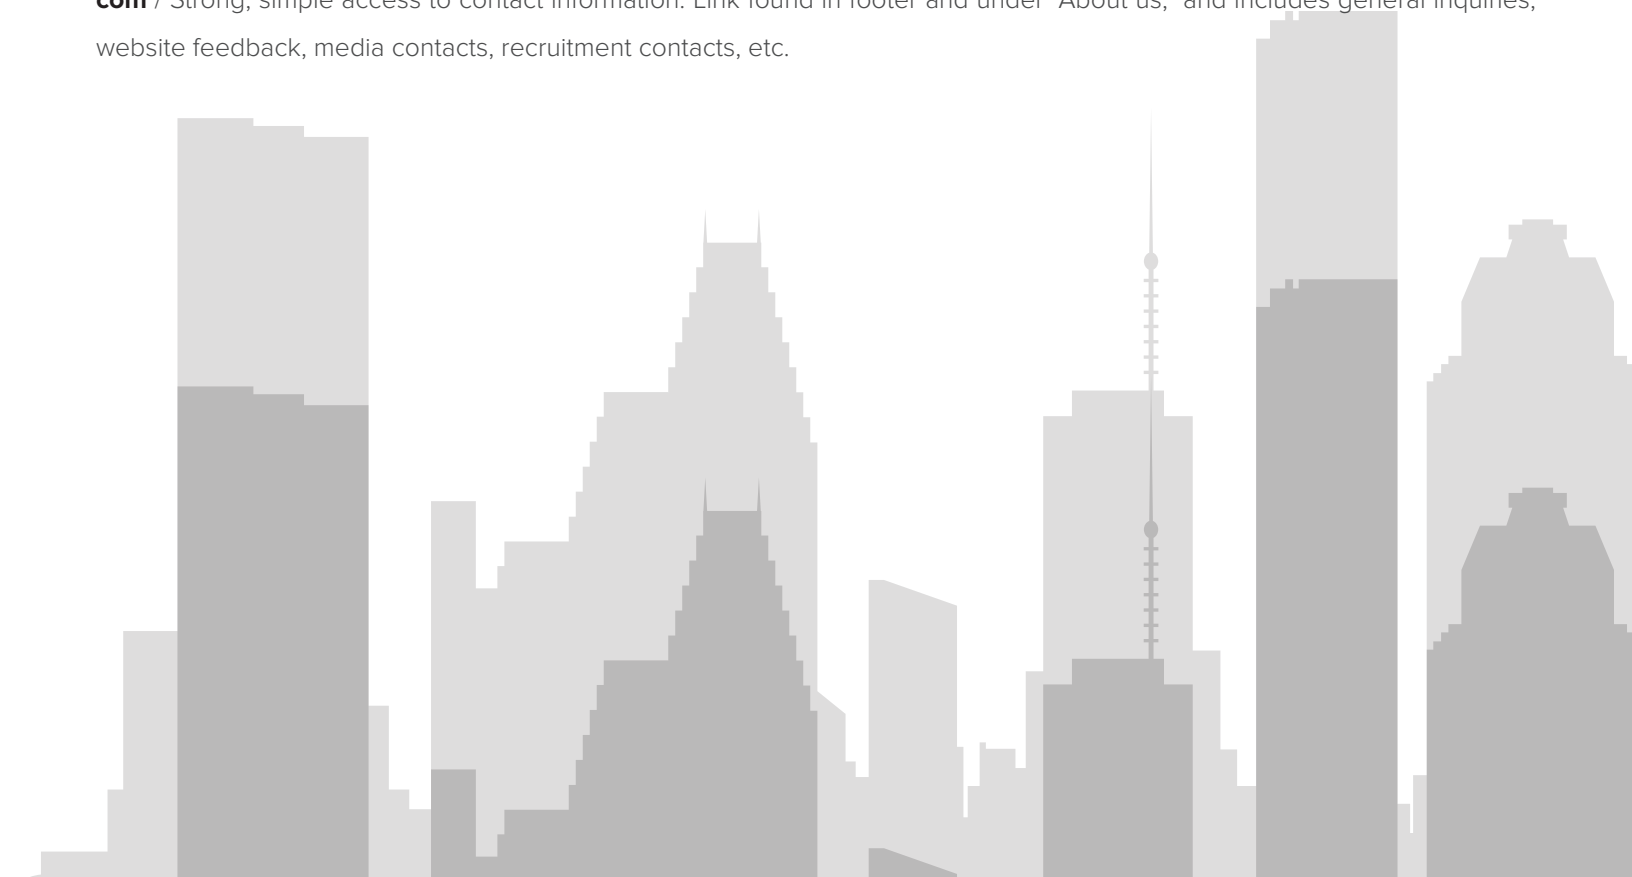 com / Strong, simple access to contact information. Link found in footer and under "About us," and includes general inquiries,
website feedback, media contacts, recruitment contacts, etc.